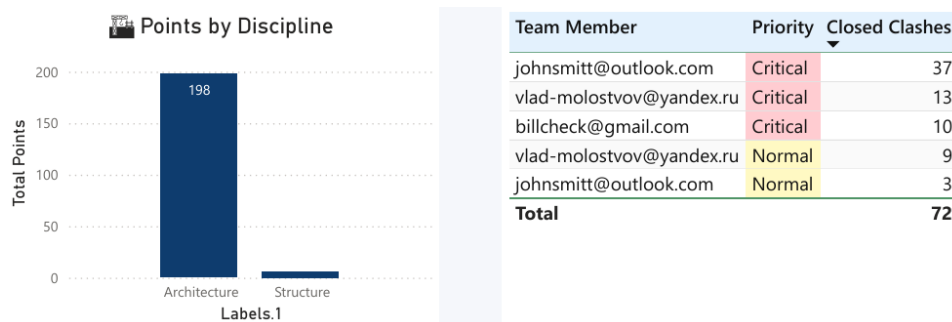 Points by Discipline
Total Points
200
150
100
50
0
198
Architecture Structure
Labels.1
Team Member Priority Closed Clashes
johnsmitt@outlook.com Critical 37
vlad-molostvov@yandex.ru Critical 13
billcheck@gmail.com Critical 10
vlad-molostvov@yandex.ru Normal 9
johnsmitt@outlook.com Normal 3
Total 72